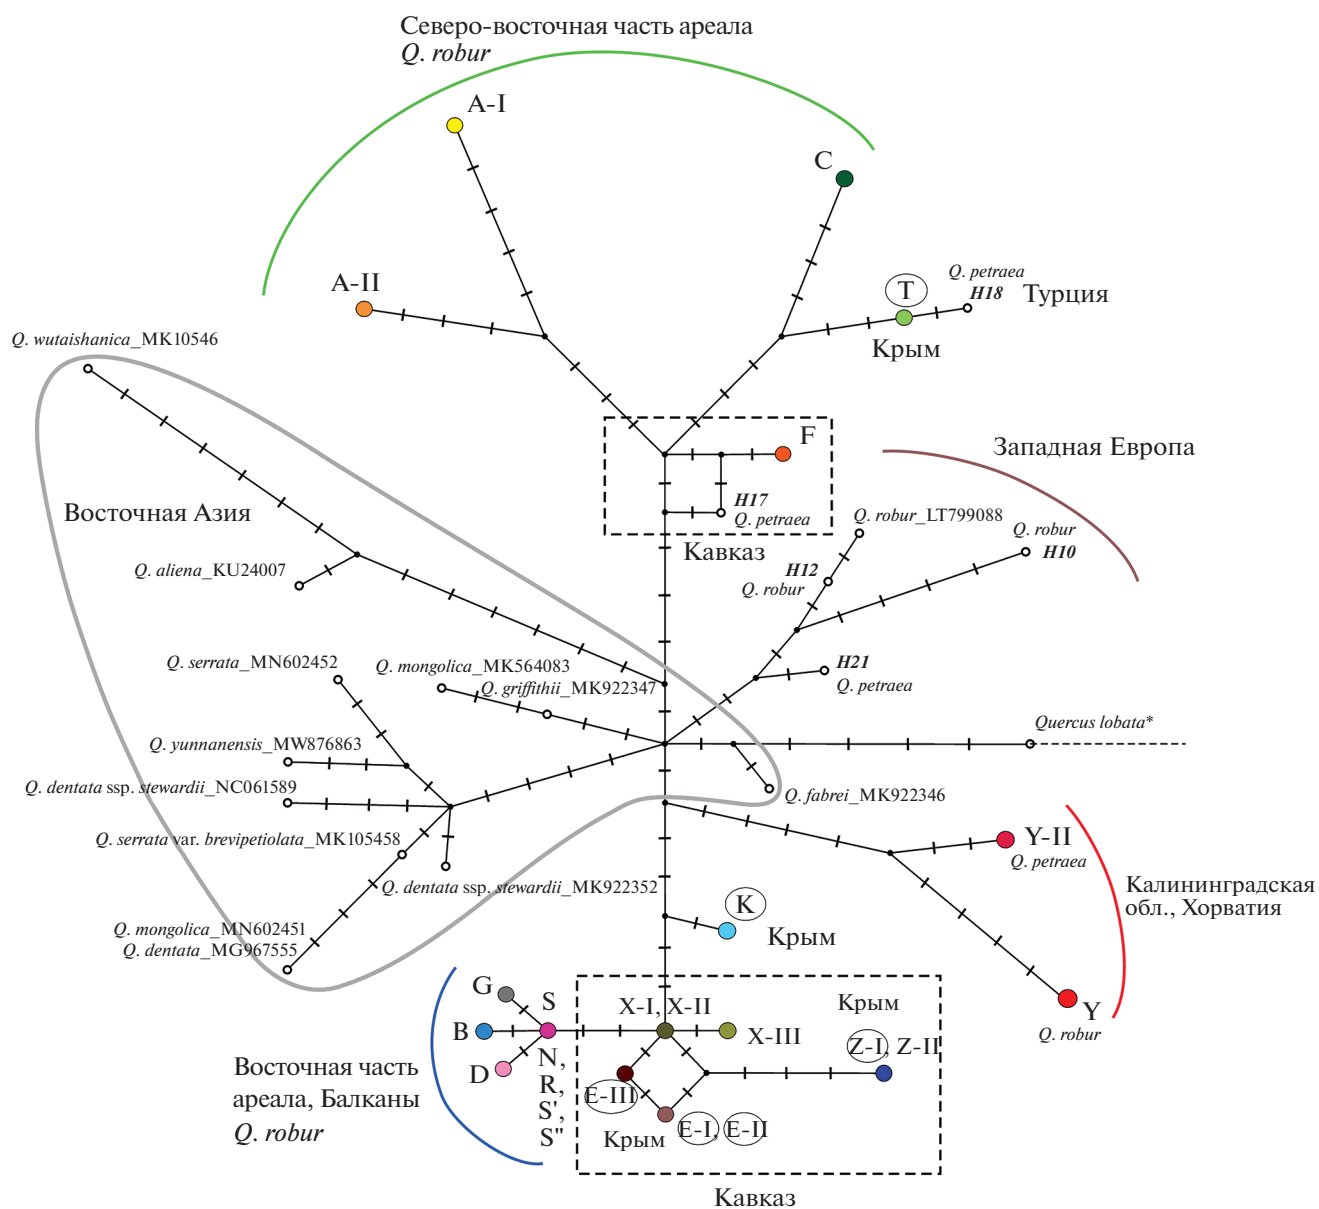 Северо-восточная часть ареала
Q. robur
A-I
C
A-II
Q. petraea
H18
Турция
T
Крым
Q. wutaishanica_MK10546
F
Западная Европа
H17
Q. petraea
Кавказ
Восточная Азия
Q. robur_LT799088
Q. robur
H10
H12
Q. robur
Q. aliena_KU24007
Q. serrata_MN602452
Q. mongolica_MK564083
Q. griffithii_MK922347
H21
Q. petraea
Quercus lobata*
Q. yunnanensis_MW876863
Q. dentata ssp. stewardii_NC061589
Q. fabrei_MK922346
Q. serrata var. brevipetiolata_MK105458
Y-II
Q. petraea
Q. dentata ssp. stewardii_MK922352
Калининградская
обл., Хорватия
K
Крым
Q. mongolica_MN602451
Q. dentata_MG967555
G
S
X-I, X-II
Крым
Y
Q. robur
B
X-III
Z-I, Z-II
D
N,
R,
S',
S"
E-III
Крым
E-I, E-II
Восточная часть
ареала, Балканы
Q. robur
Кавказ